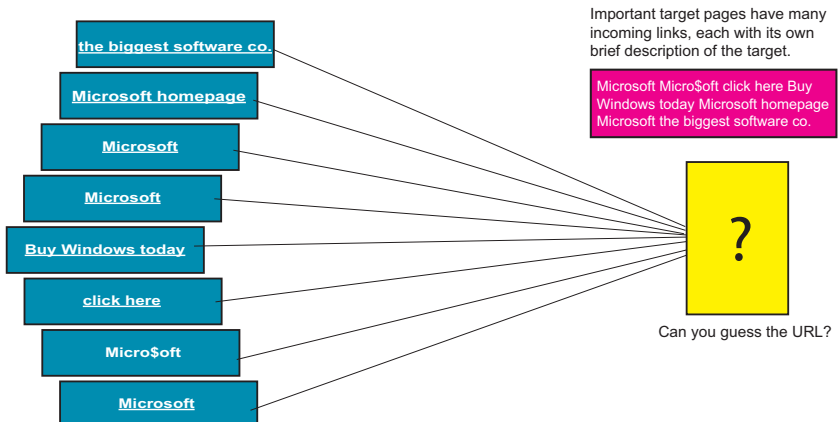 Important target pages have many
incoming links, each with its own
brief description of the target.
the biggest software co.
Microsoft homepage
Microsoft
Microsoft
Buy Windows today
click here
Micro$oft
Microsoft
Microsoft Micro$oft click here Buy
Windows today Microsoft homepage
Microsoft the biggest software co.
?
Can you guess the URL?